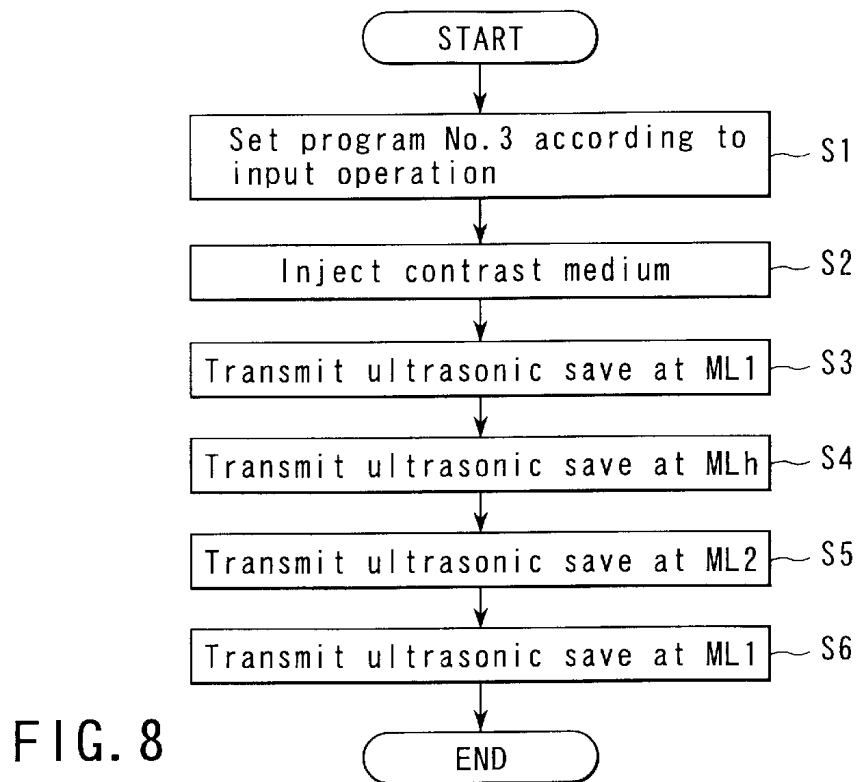 START
Set program No.3 according to
input operation
S1
Inject contrast medium
S2
Transmit ultrasonic save at ML1
S3
Transmit ultrasonic save at MLh
S4
Transmit ultrasonic save at ML2
S5
Transmit ultrasonic save at ML1
S6
END
FIG. 8